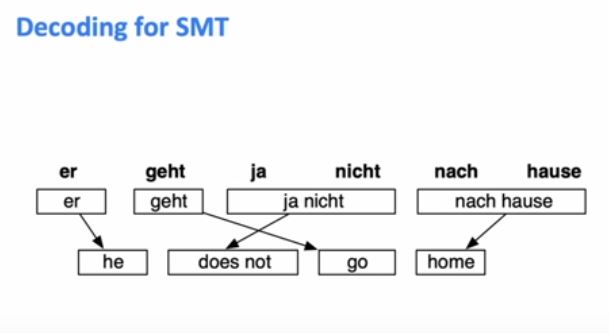 Decoding for SMT
er geht ja nicht nach hause
er geht ja nicht nach hause
he does not go home